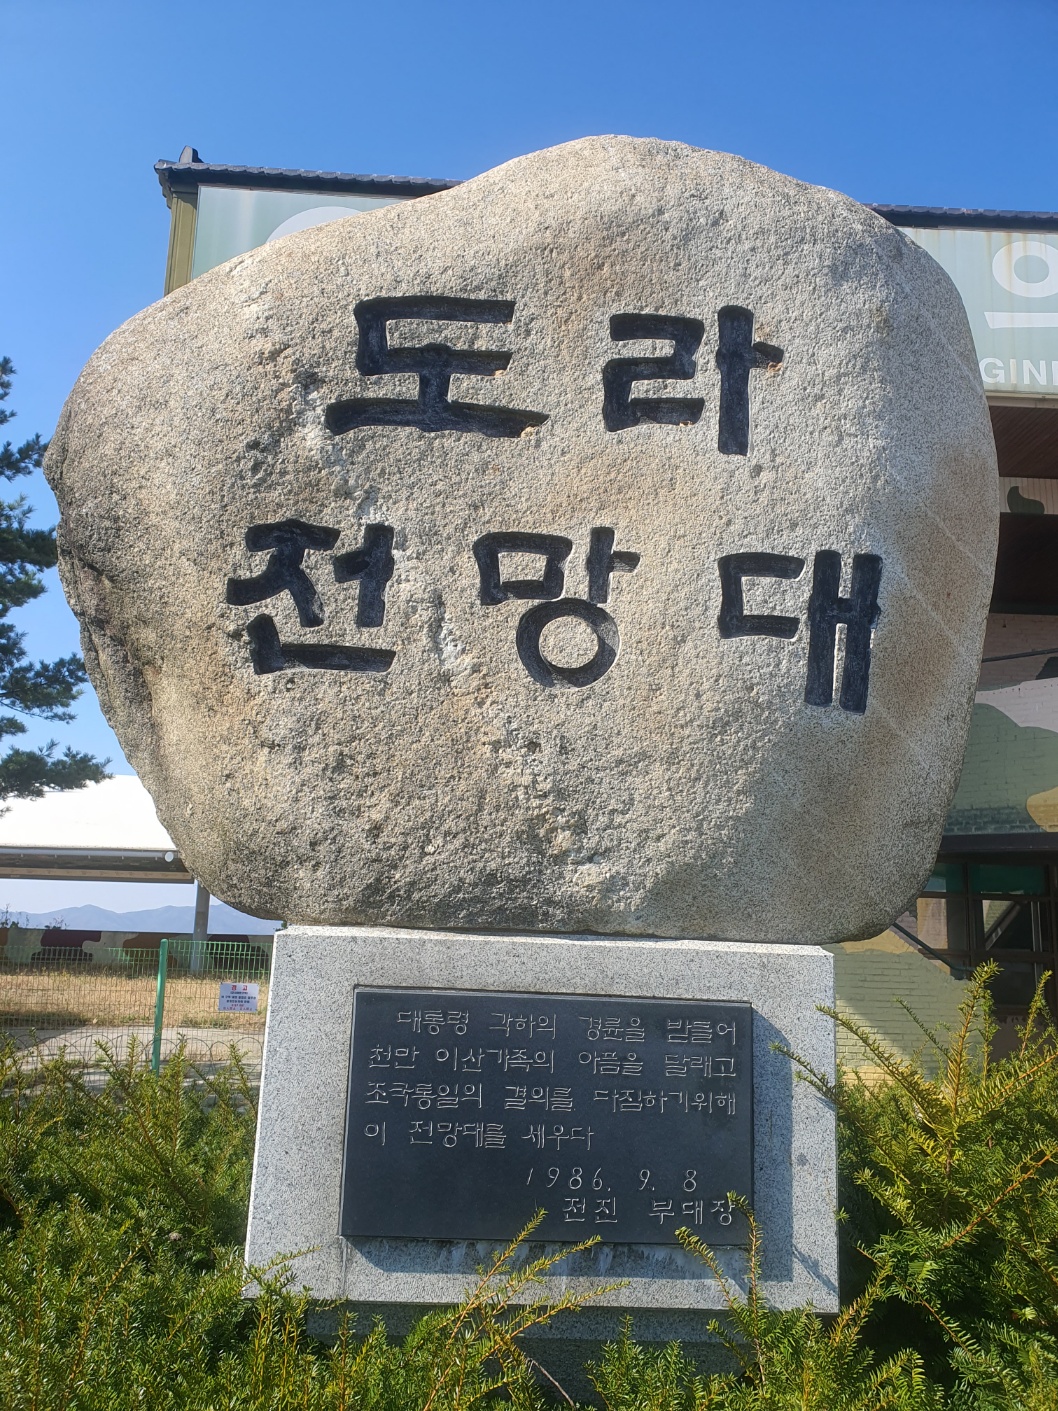 도라
전망대
대통령 각하의 경륜을 받들어
천만 이산가족의 아픔을 달래고
조국통일의 결의를 다짐하기위해
이 전망대를 세우다
1986. 9. 8
전진 부대장
경고